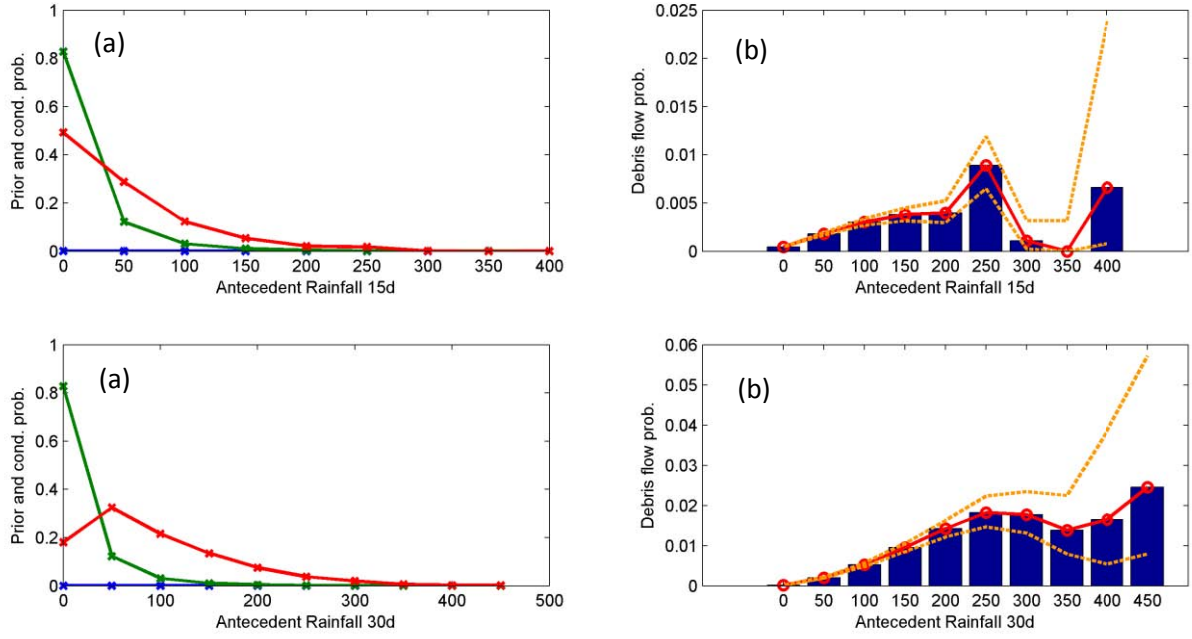 1
0.8
0.6
0.4
0.2
0
Prior and cond. prob.
(a)
0 50 100 150 200 250 300 350 400
Antecedent Rainfall 15d
0.025
0.02
0.015
0.01
0.005
0
Debris flow prob.
(b)
0 50 100 150 200 250 300 350 400
Antecedent Rainfall 15d
1
0.8
0.6
0.4
0.2
0
Prior and cond. prob.
(a)
0 100 200 300 400 500
Antecedent Rainfall 30d
0.06
0.05
0.04
0.03
0.02
0.01
0
Debris flow prob.
(b)
0 50 100 150 200 250 300 350 400 450
Antecedent Rainfall 30d